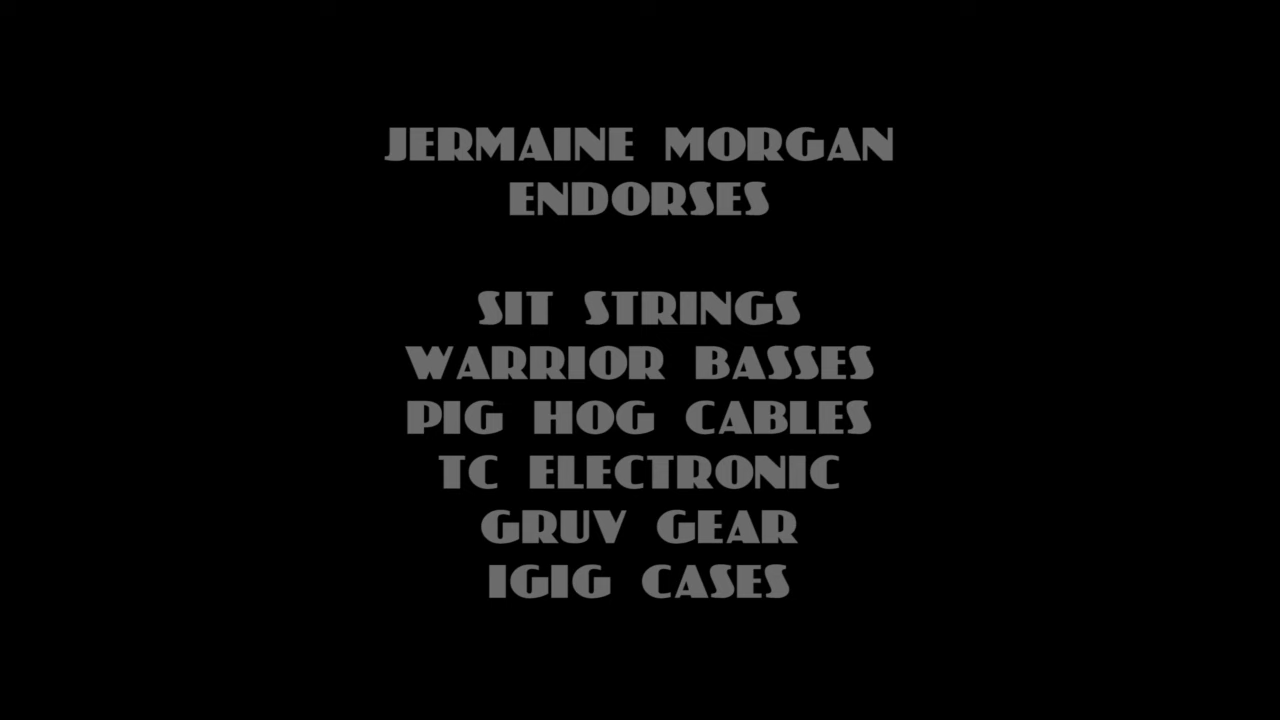 JERMAINE MORGAN
ENDORSES
SIT STRINGS
WARRIOR BASSES
PIG HOG CABLES
TC ELECTRONIC
GRUV GEAR
IGIG CASES